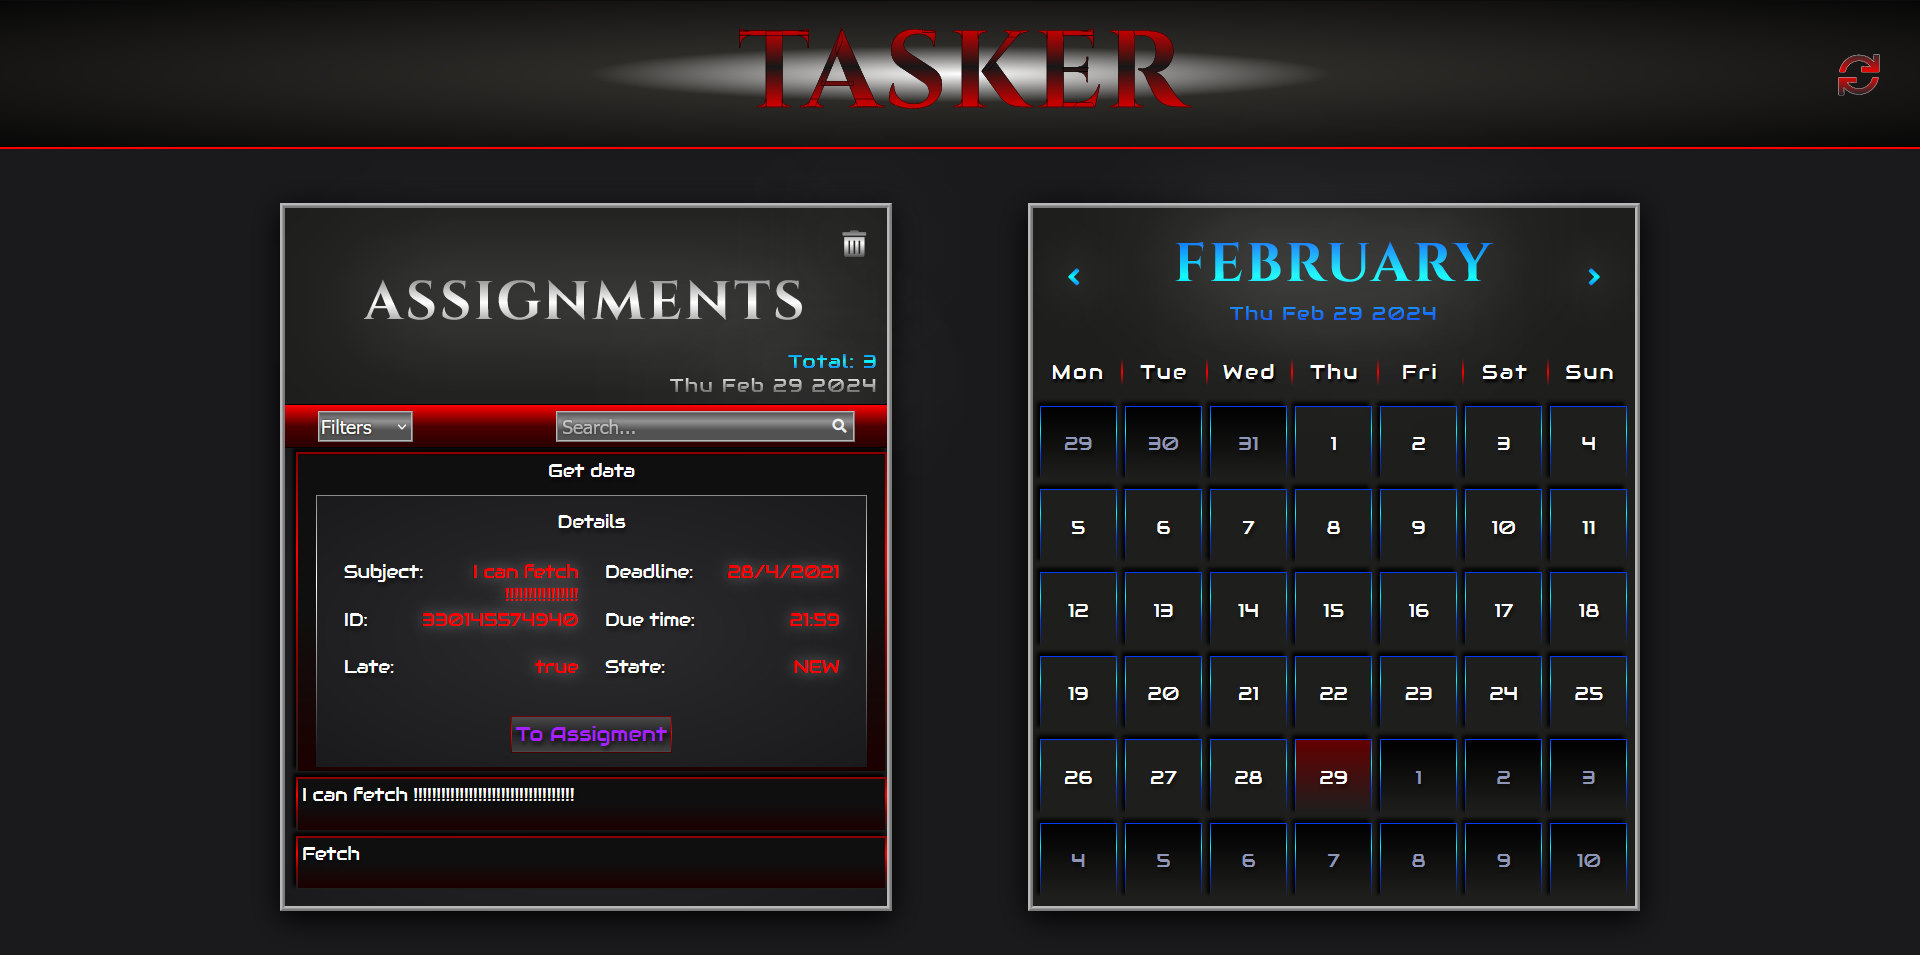 TASKER
ASSIGNMENTS
Total: 3
Thu Feb 29 2024
Filters
Search...
Get data
Details
Subject: I can fetch
!!!!!!!!!!!!!!!!
Deadline: 28/4/2021
ID: 330145574940
Due time: 21:59
Late: true
State: NEW
To Assigment
I can fetch !!!!!!!!!!!!!!!!!!!!!!!!!!!!!!!!!!!
Fetch
FEBRUARY
Thu Feb 29 2024
Mon Tue Wed Thu Fri Sat Sun
29 30 31 1 2 3 4
5 6 7 8 9 10 11
12 13 14 15 16 17 18
19 20 21 22 23 24 25
26 27 28 29 1 2 3
4 5 6 7 8 9 10